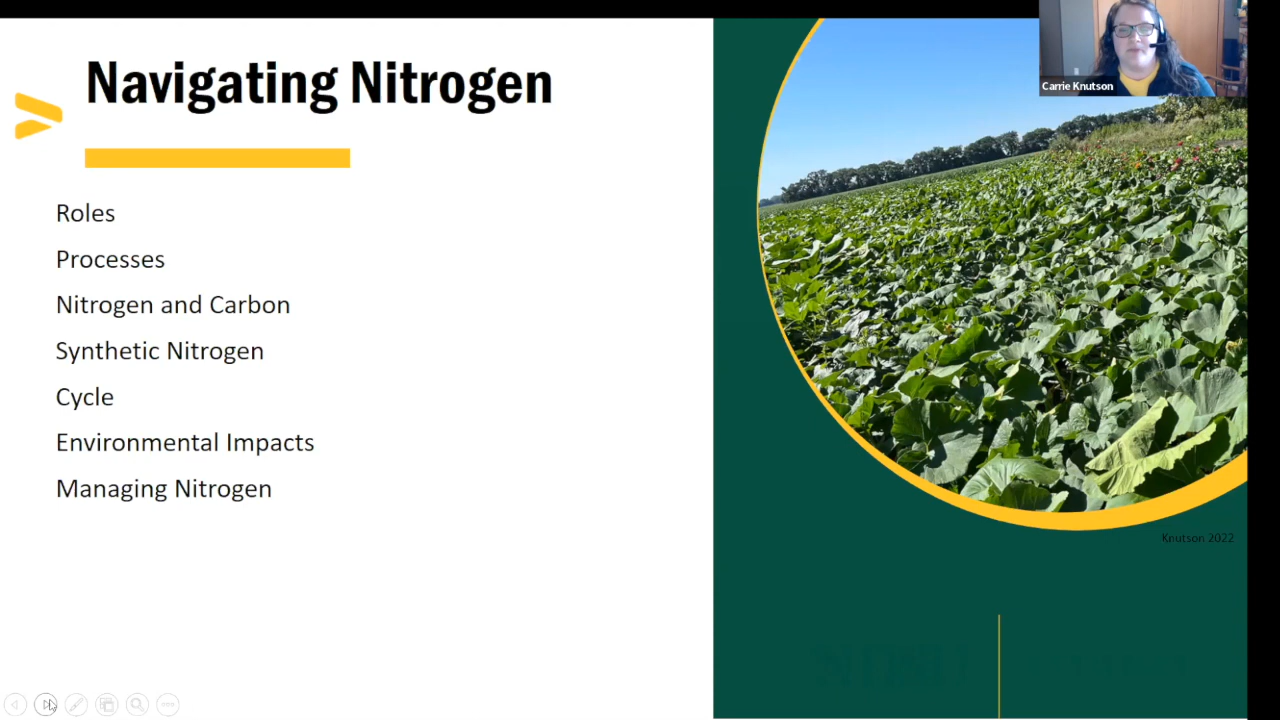 Navigating Nitrogen
Carrie Knutson
Roles
Processes
Nitrogen and Carbon
Synthetic Nitrogen
Cycle
Environmental Impacts
Managing Nitrogen
Knutson 2022